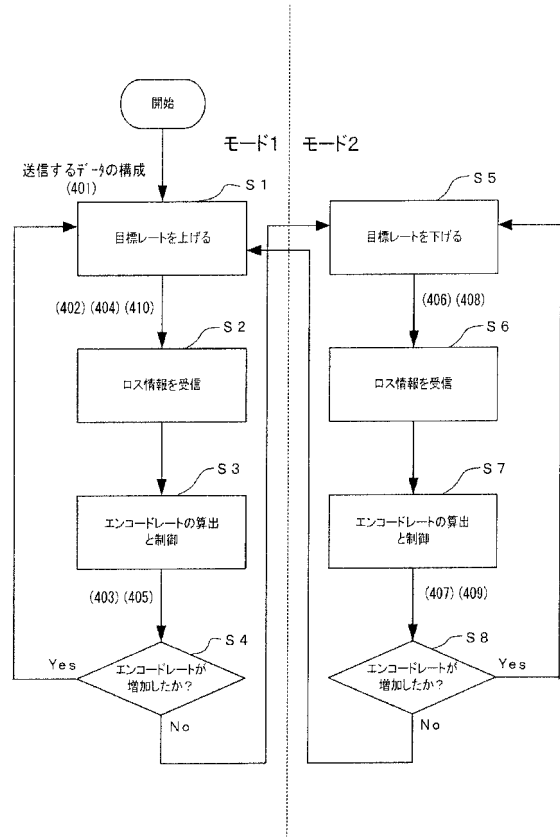 開始
モード1
モード2
送信するデータの構成
(401)
S1
目標レートを上げる
(402) (404) (410)
S2
ロス情報を受信
S3
エンコードレートの算出
と制御
(403) (405)
S4
エンコードレートが
増加したか?
Yes
No
S5
目標レートを下げる
(406) (408)
S6
ロス情報を受信
S7
エンコードレートの算出
と制御
(407) (409)
S8
エンコードレートが
増加したか?
Yes
No